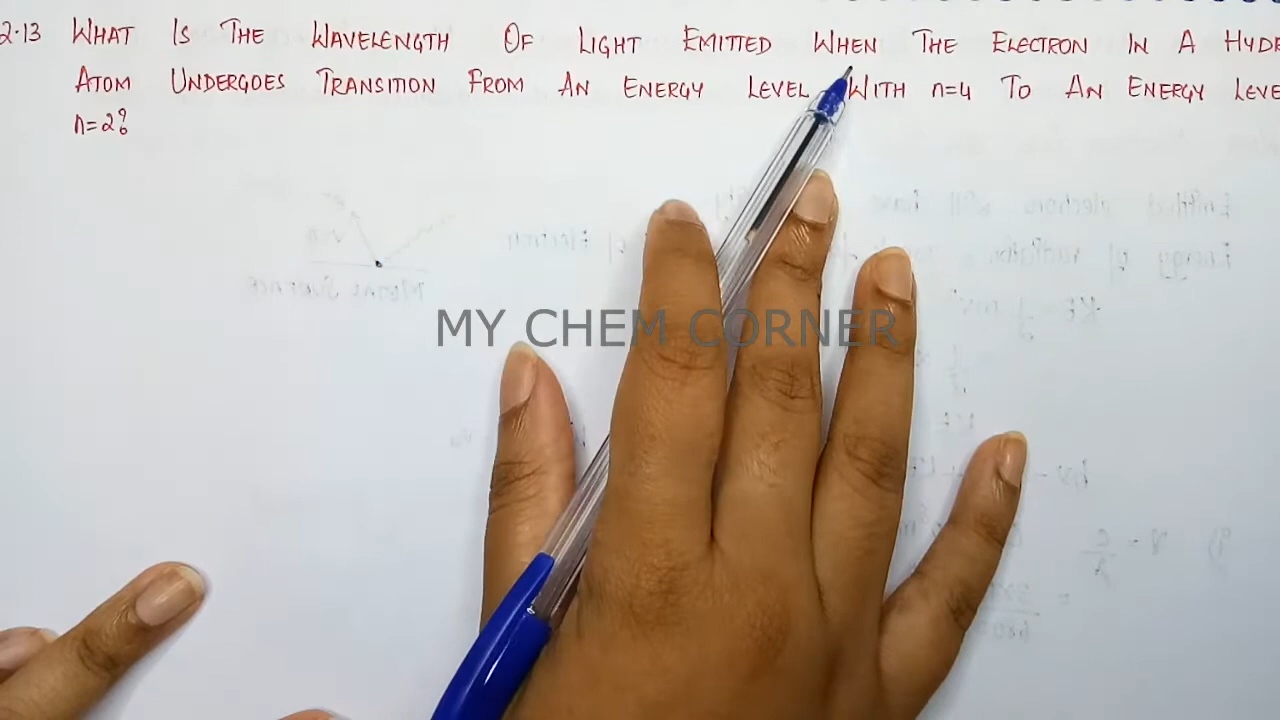 2.13 WHAT IS THE WAVELENGTH OF LIGHT EMITTED WHEN THE ELECTRON IN A HYD
ATOM UNDERGOES TRANSITION FROM AN ENERGY LEVEL WITH n=4 TO AN ENERGY LEVE
n=2?
MY CHEM CORNER